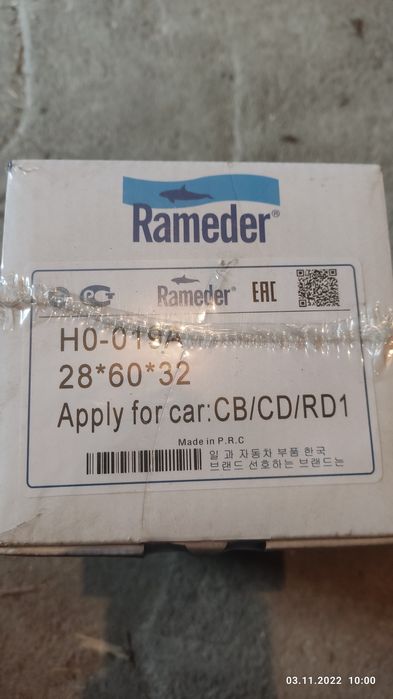 Rameder®
Rameder®
EAC
H0-019A
28*60*32
Apply for car:CB/CD/RD1
Made in P.R.C
일 과 자동차 부품 한국
브랜드 선호하는 브랜드는
03.11.2022 10:00